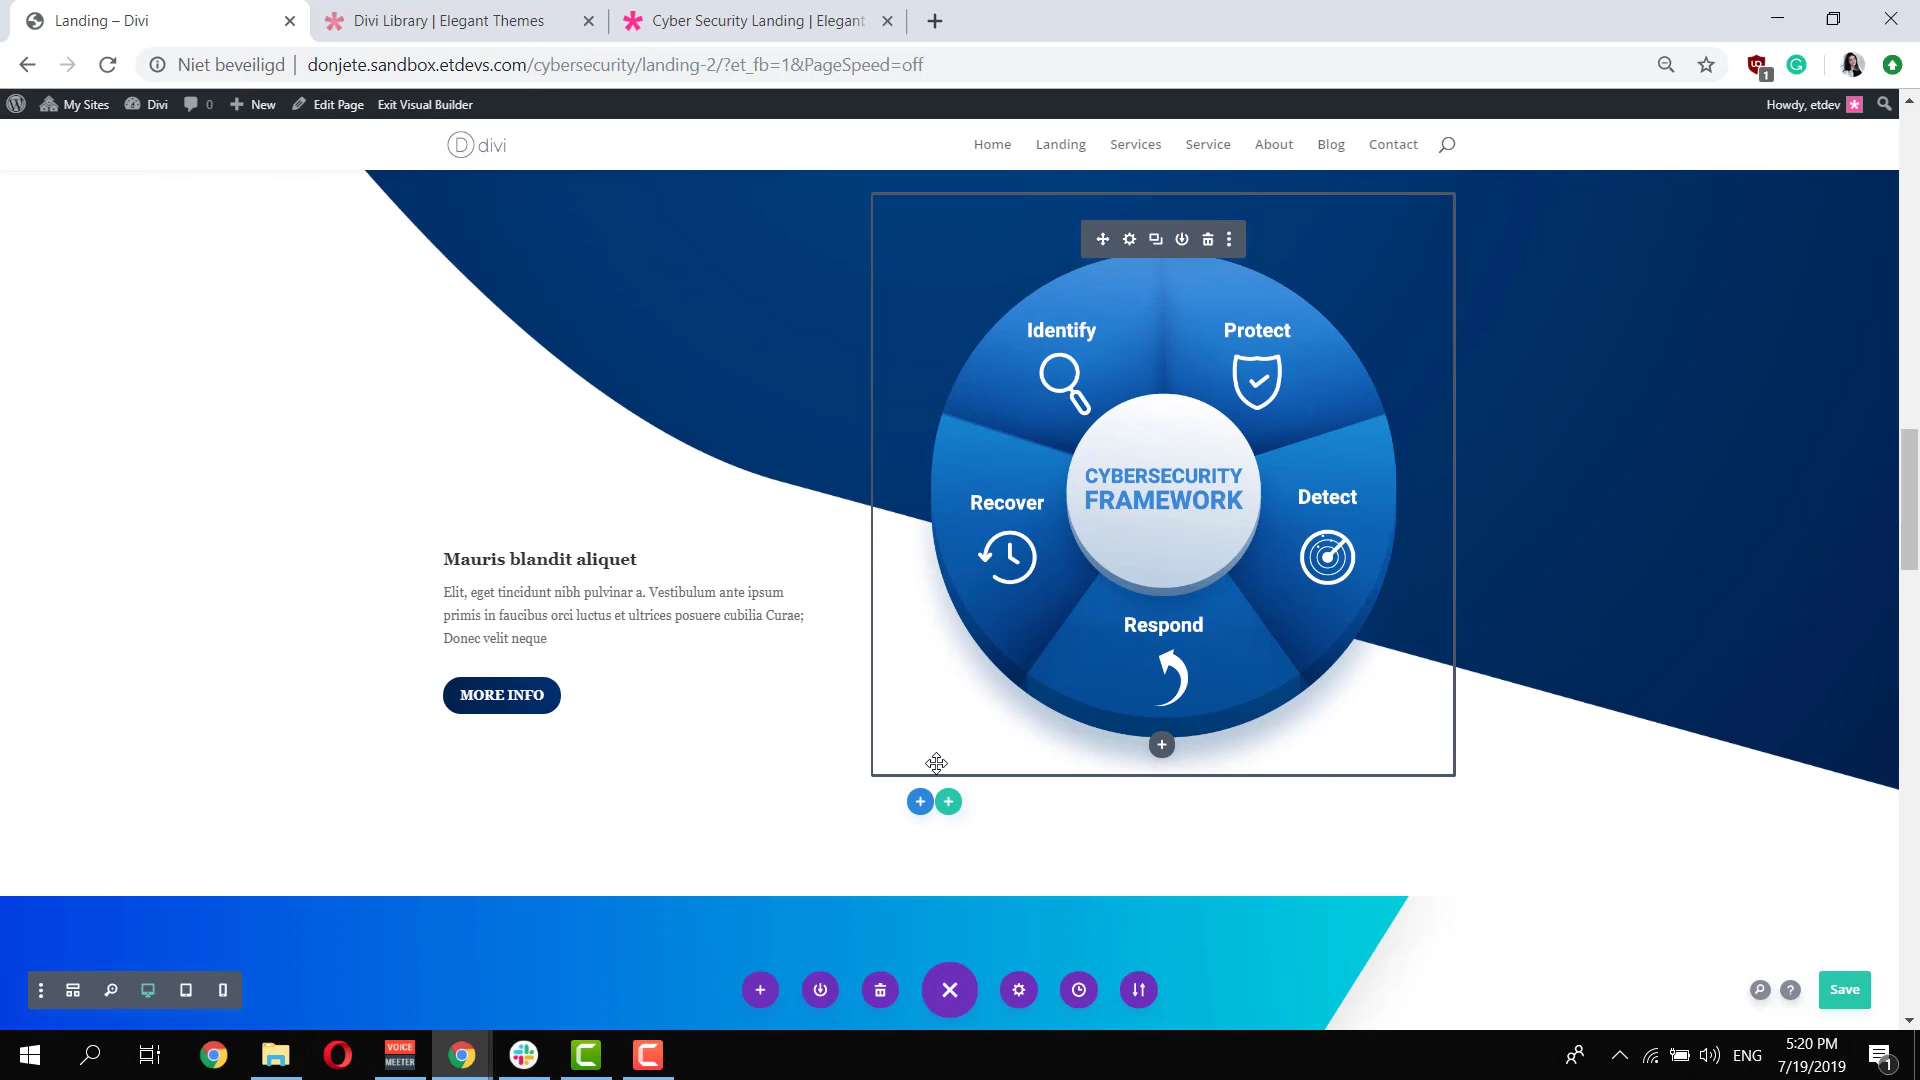 Landing – Divi
Divi Library | Elegant Themes
Cyber Security Landing | Elegant
Niet beveiligd
donjete.sandbox.etdevs.com/cybersecurity/landing-2/?et_fb=1&PageSpeed=off
1
My Sites
Divi
0
New
Edit Page
Exit Visual Builder
Howdy, etdev
D divi
Home
Landing
Services
Service
About
Blog
Contact
Identify
Protect
CYBERSECURITY
FRAMEWORK
Recover
Detect
Respond
Mauris blandit aliquet
Elit, eget tincidunt nibh pulvinar a. Vestibulum ante ipsum
primis in faucibus orci luctus et ultrices posuere cubilia Curae;
Donec velit neque
MORE INFO
Save
VOICE
MEETER
ENG
5:20 PM
7/19/2019
1